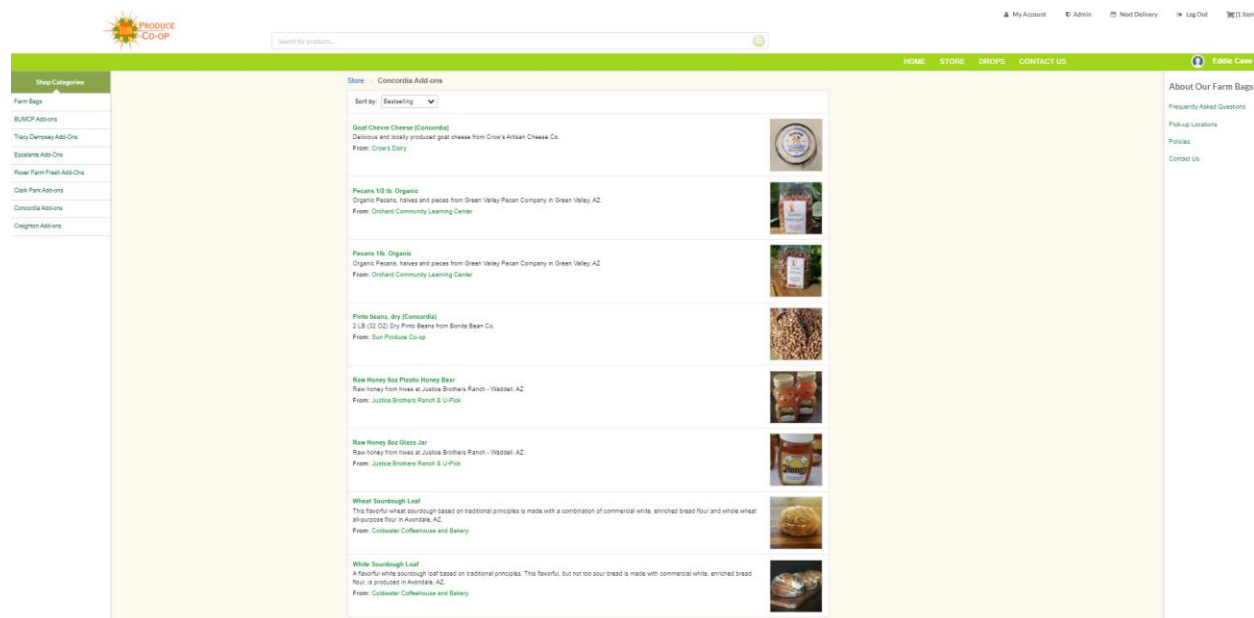 PRODUCE
CO-OP
My Account
Admin
Next Delivery
Log Out
Search for products...
HOME
STORE
DROPS
CONTACT US
Eddie Case
Shop Categories
Farm Bags
BUMCP Add-ons
Tracy Dempsey Add-Ons
Escalante Add-Ons
Rover Farm Fresh Add-Ons
Clark Park Add-ons
Concordia Add-ons
Creighton Add-ons
Store
Concordia Add-ons
Sort by: Bestselling
Goat Chevre Cheese (Concordia)
Delicious and locally produced goat cheese from Crow's Artisan Cheese Co.
From: Crow's Dairy
Pecans 1/2 lb. Organic
Organic Pecans, halves and pieces from Green Valley Pecan Company in Green Valley, AZ.
From: Orchard Community Learning Center
Pecans 1lb. Organic
Organic Pecans, halves and pieces from Green Valley Pecan Company in Green Valley, AZ
From: Orchard Community Learning Center
Pinto beans, dry (Concordia)
2 LB (32 OZ) Dry Pinto Beans from Bonita Bean Co.
From: Sun Produce Co-op
Raw Honey 6oz Plastic Honey Bear
Raw honey from hives at Justice Brothers Ranch - Waddell, AZ
From: Justice Brothers Ranch & U-Pick
Raw Honey 8oz Glass Jar
Raw honey from hives at Justice Brothers Ranch - Waddell, AZ
From: Justice Brothers Ranch & U-Pick
Wheat Sourdough Loaf
This flavorful wheat sourdough based on traditional principles is made with a combination of commercial white, enriched bread flour and whole wheat
all-purpose flour in Avondale, AZ.
From: Coldwater Coffeehouse and Bakery
White Sourdough Loaf
A flavorful white sourdough loaf based on traditional principles. This flavorful, but not too sour bread is made with commercial white, enriched bread
flour, is produced in Avondale, AZ.
From: Coldwater Coffeehouse and Bakery
About Our Farm Bags
Frequently Asked Questions
Pick-up Locations
Policies
Contact Us